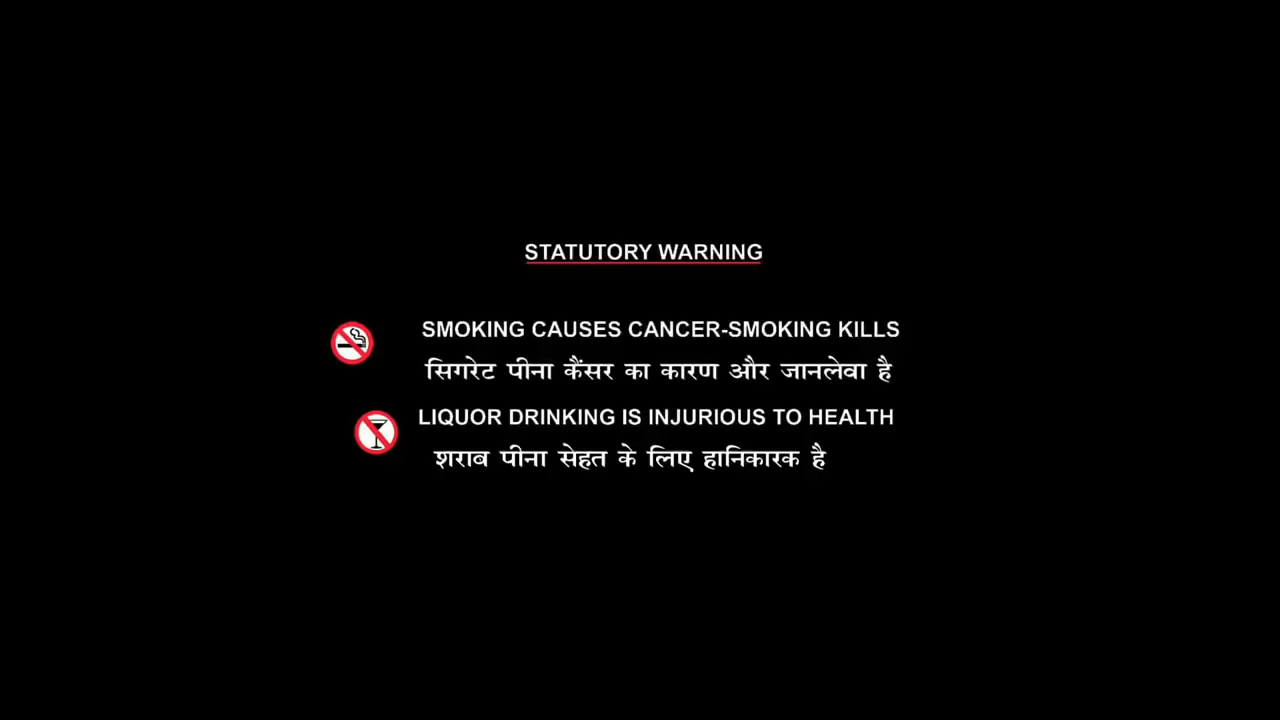 STATUTORY WARNING
SMOKING CAUSES CANCER-SMOKING KILLS
सिगरेट पीना कैंसर का कारण और जानलेवा है
LIQUOR DRINKING IS INJURIOUS TO HEALTH
शराब पीना सेहत के लिए हानिकारक है